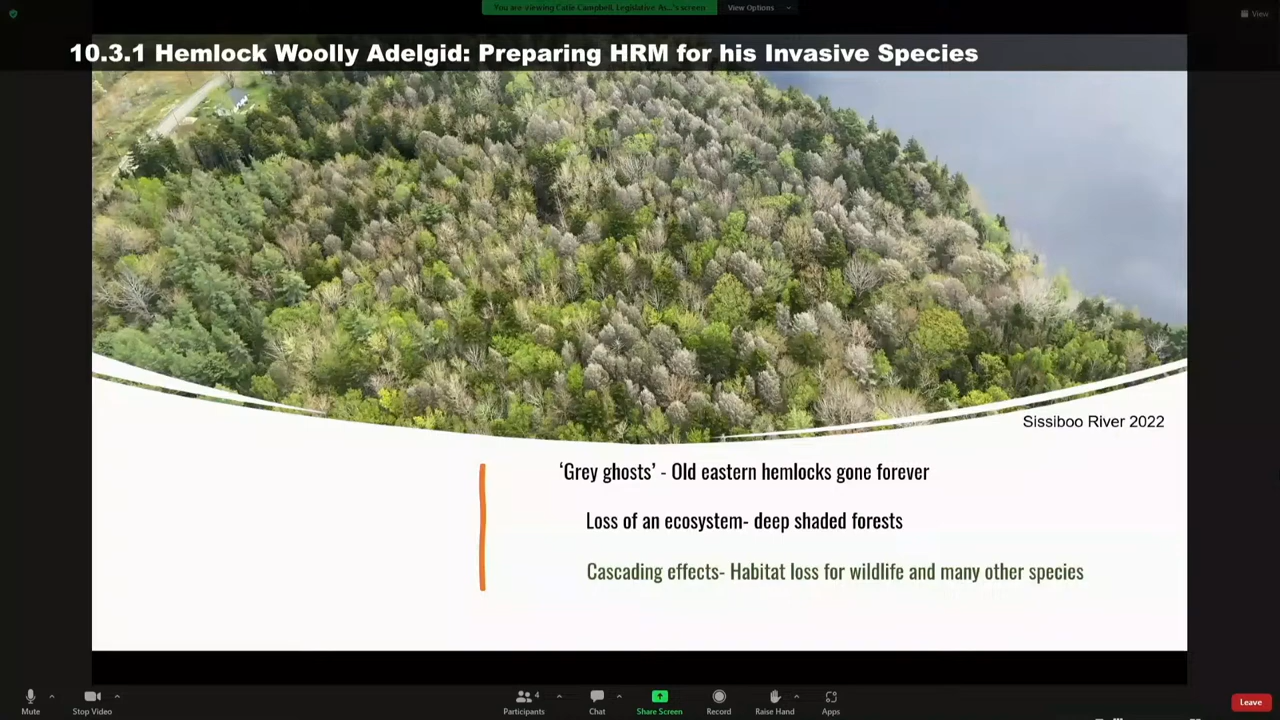 You are viewing Catie Campbell, Legislative As...'s screen
View Options
View
10.3.1 Hemlock Woolly Adelgid: Preparing HRM for his Invasive Species
Sissiboo River 2022
‘Grey ghosts’ - Old eastern hemlocks gone forever
Loss of an ecosystem- deep shaded forests
Cascading effects- Habitat loss for wildlife and many other species
Mute
Stop Video
4
Participants
Chat
Share Screen
Record
Raise Hand
Apps
Leave